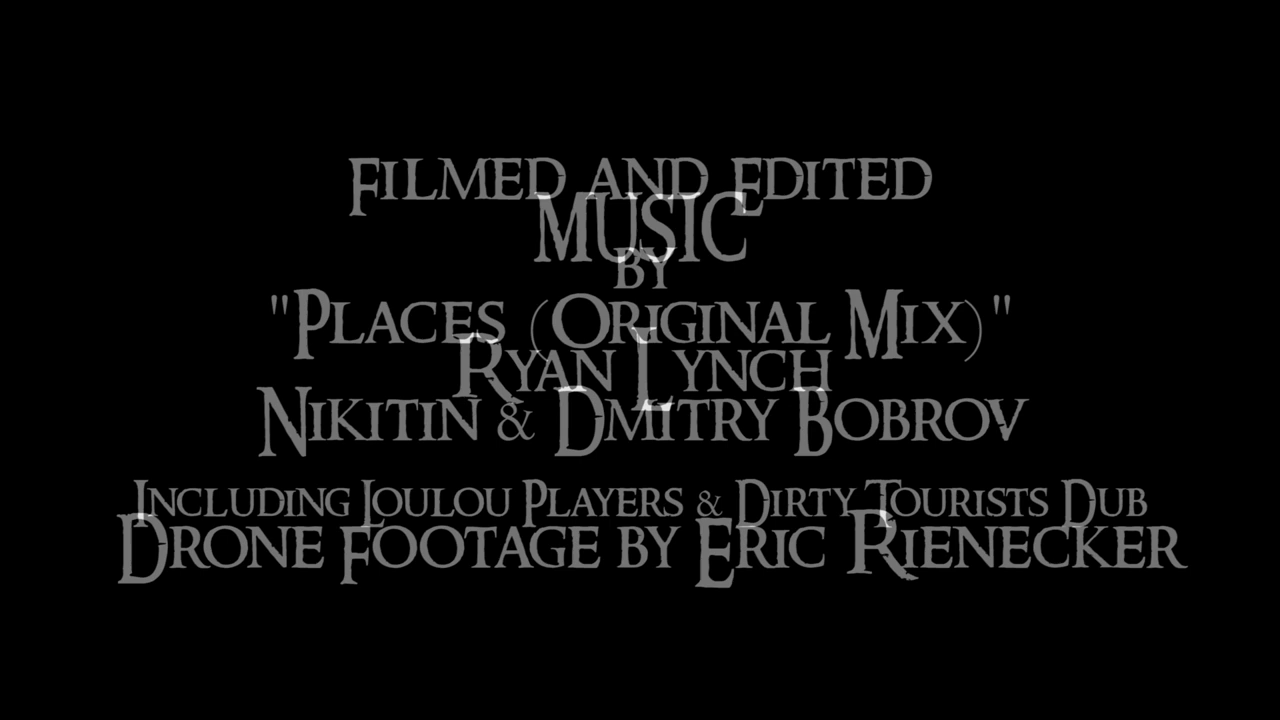 Filmed and Edited
MUSIC
by
"Places (Original Mix)"
Ryan Lynch
Nikitin & Dmitry Bobrov
Including Loulou Players & Dirty Tourists Dub
Drone Footage by Eric Rienecker